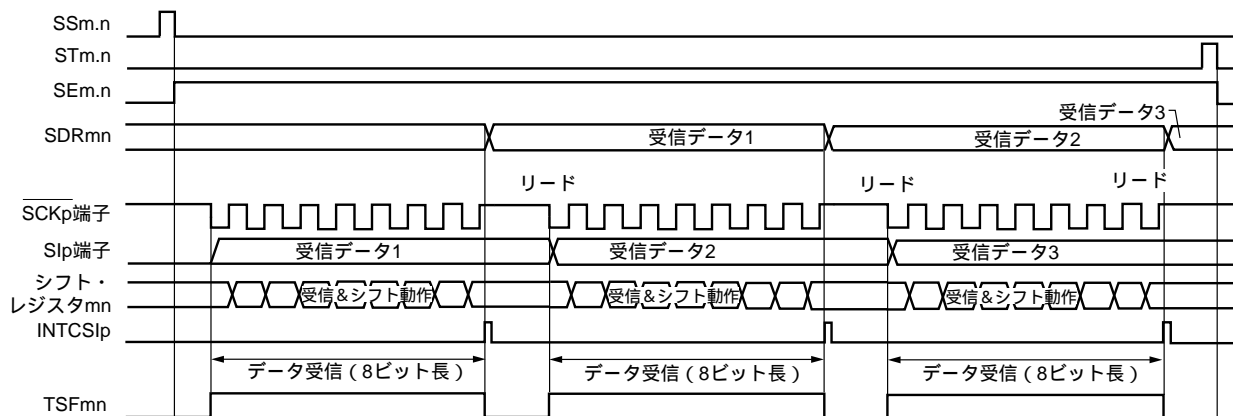 SSm.n
STm.n
SEm.n
SDRmn
受信データ1
受信データ2
受信データ3
リード
リード
リード
SCKp端子
SIp端子
受信データ1
受信データ2
受信データ3
シフト・
レジスタmn
受信&シフト動作
受信&シフト動作
受信&シフト動作
INTCSIp
データ受信（8ビット長）
データ受信（8ビット長）
データ受信（8ビット長）
TSFmn